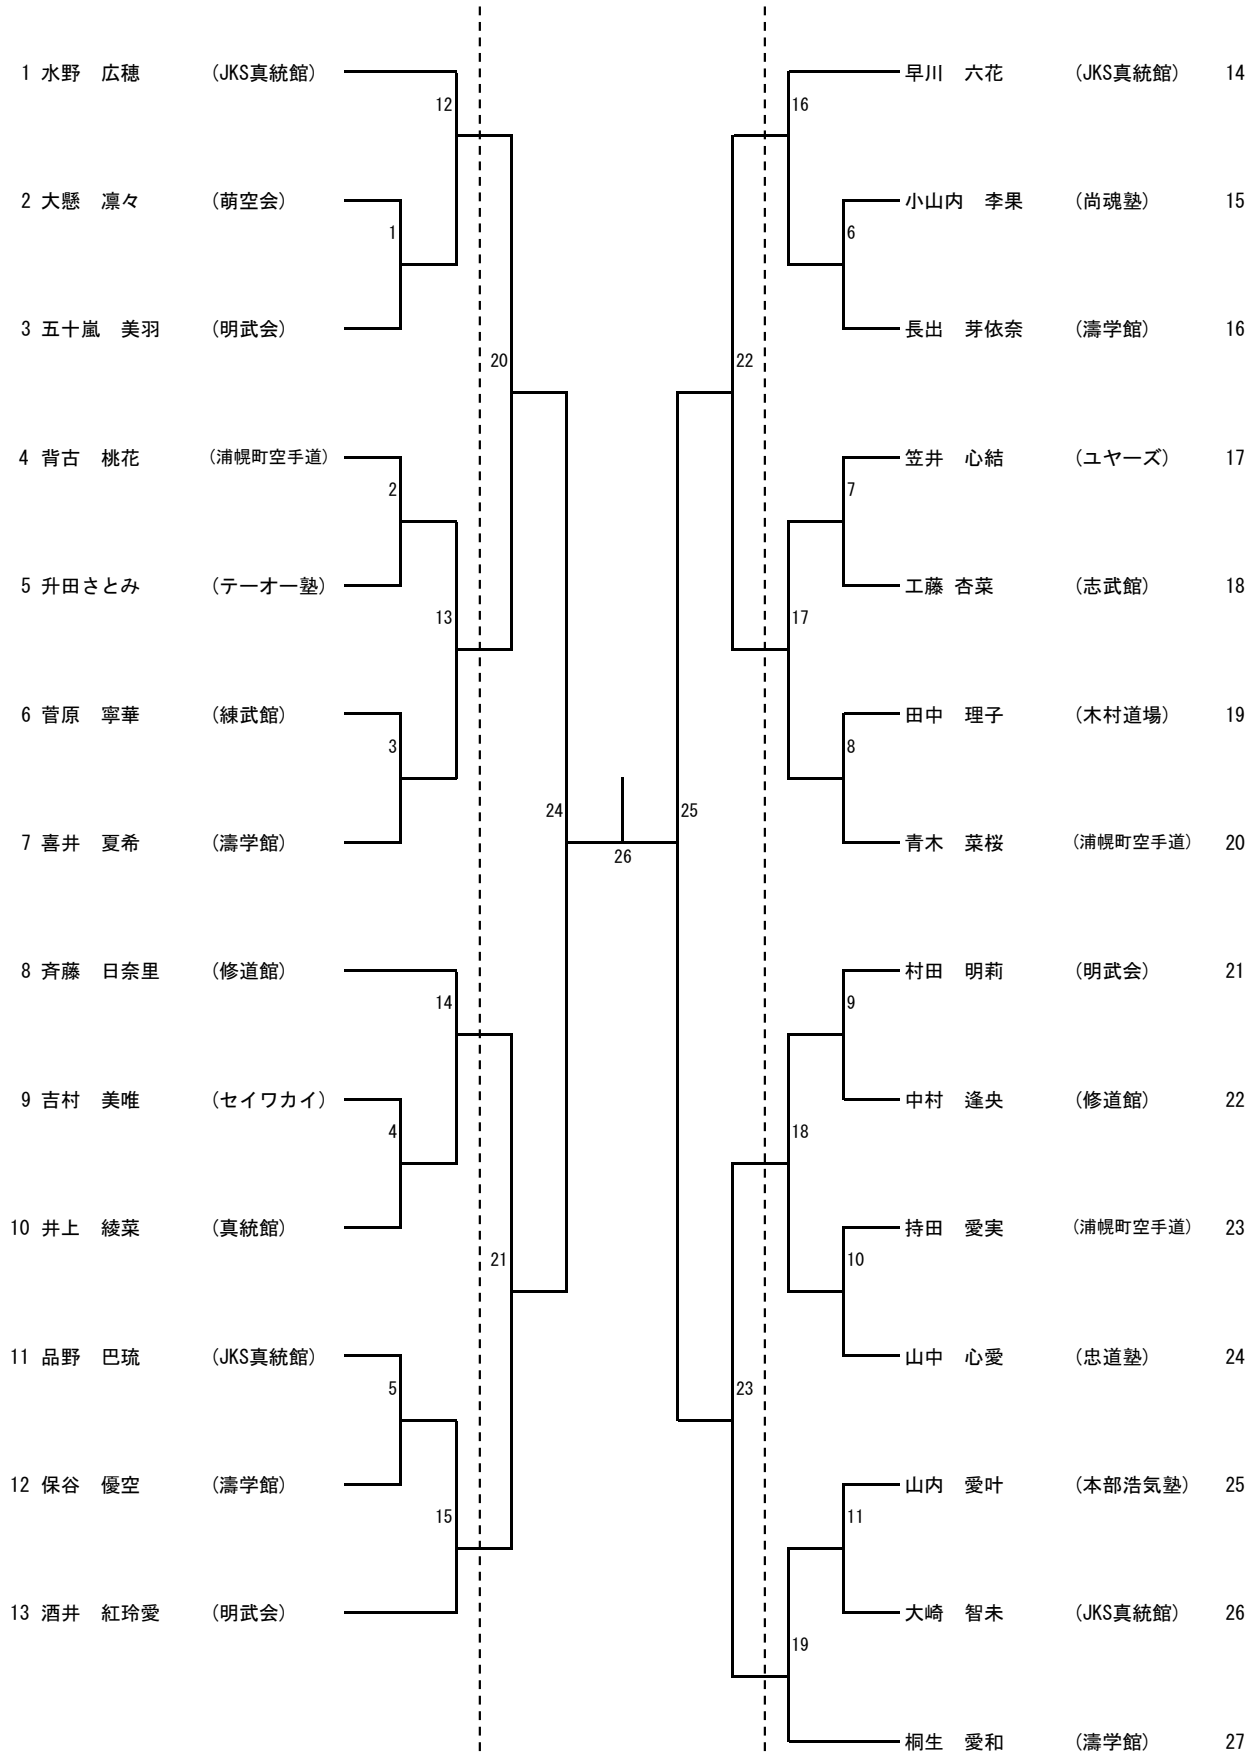 1 水野　広穂 (JKS真統館)
12
2 大懸　凛々 (萌空会)
1
3 五十嵐　美羽 (明武会)
20
4 背古　桃花 (浦幌町空手道)
2
5 升田さとみ (テーオー塾)
13
6 菅原　寧華 (練武館)
3
24
7 喜井　夏希 (濤学館)
26
8 斉藤　日奈里 (修道館)
14
9 吉村　美唯 (セイワカイ)
4
10 井上　綾菜 (真統館)
21
11 品野　巴琉 (JKS真統館)
5
12 保谷　優空 (濤学館)
15
13 酒井　紅玲愛 (明武会)
早川　六花 (JKS真統館) 14
16
小山内　李果 (尚魂塾) 15
6
長出　芽依奈 (濤学館) 16
22
笠井　心結 (ユヤーズ) 17
7
工藤 杏菜 (志武館) 18
17
田中　理子 (木村道場) 19
8
25
青木　菜桜 (浦幌町空手道) 20
村田　明莉 (明武会) 21
9
中村　逢央 (修道館) 22
18
持田　愛実 (浦幌町空手道) 23
10
山中　心愛 (忠道塾) 24
23
山内　愛叶 (本部浩気塾) 25
11
大崎　智未 (JKS真統館) 26
19
桐生　愛和 (濤学館) 27